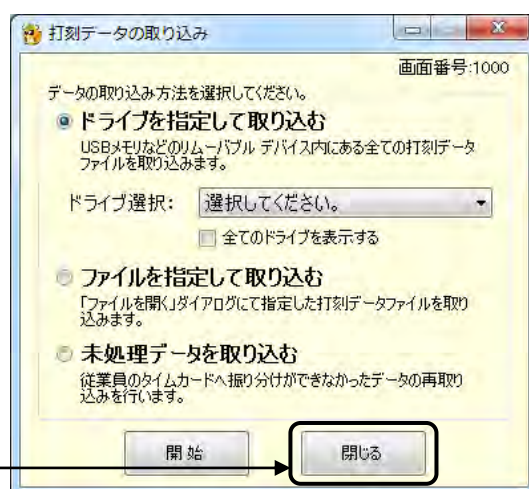 打刻データの取り込み
画面番号:1000
データの取り込み方法を選択してください。
ドライブを指定して取り込む
USBメモリなどのリムーバブル デバイス内にある全ての打刻データ
ファイルを取り込みます。
ドライブ選択:
選択してください。
全てのドライブを表示する
ファイルを指定して取り込む
「ファイルを開く」ダイアログにて指定した打刻データファイルを取り
込みます。
未処理データを取り込む
従業員のタイムカードへ振り分けができなかったデータの再取り
込みを行います。
開始
閉じる